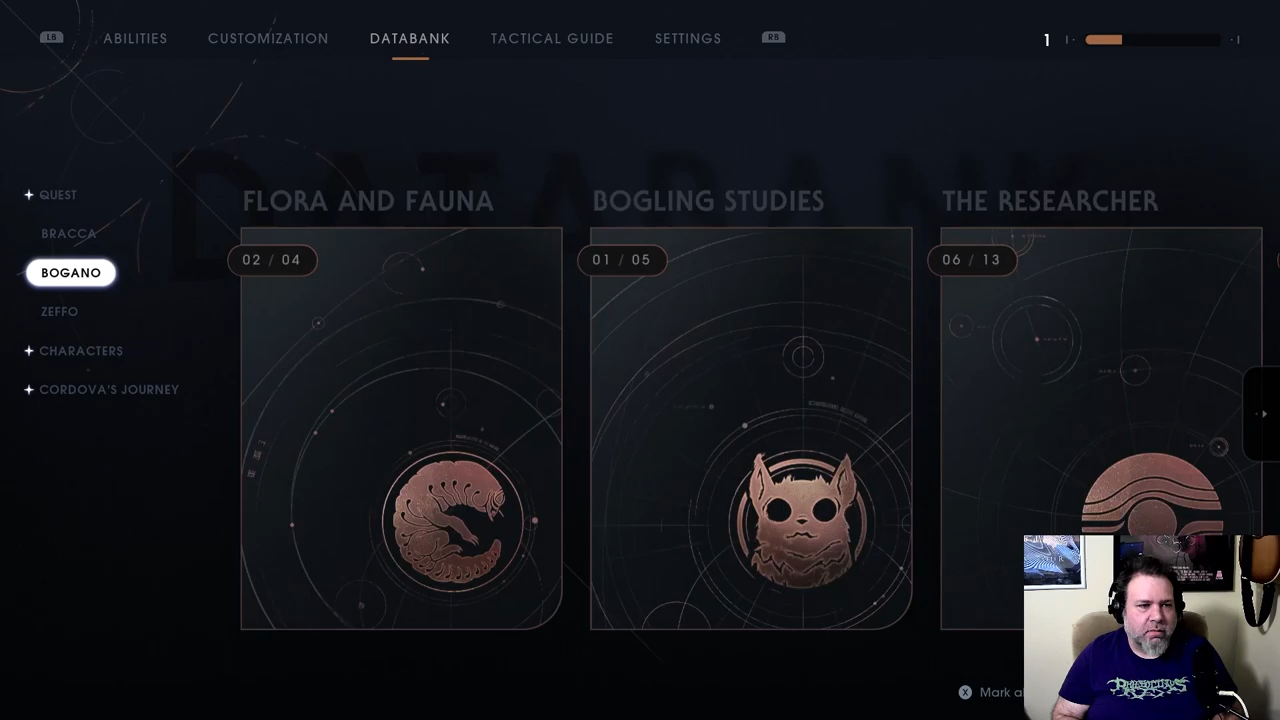 LB ABILITIES CUSTOMIZATION DATABANK TACTICAL GUIDE SETTINGS RB 1
DATABANK
QUEST
BRACCA
BOGANO
ZEFFO
CHARACTERS
CORDOVA'S JOURNEY
FLORA AND FAUNA
02 / 04
BOGLING STUDIES
01 / 05
THE RESEARCHER
06 / 13
X Mark